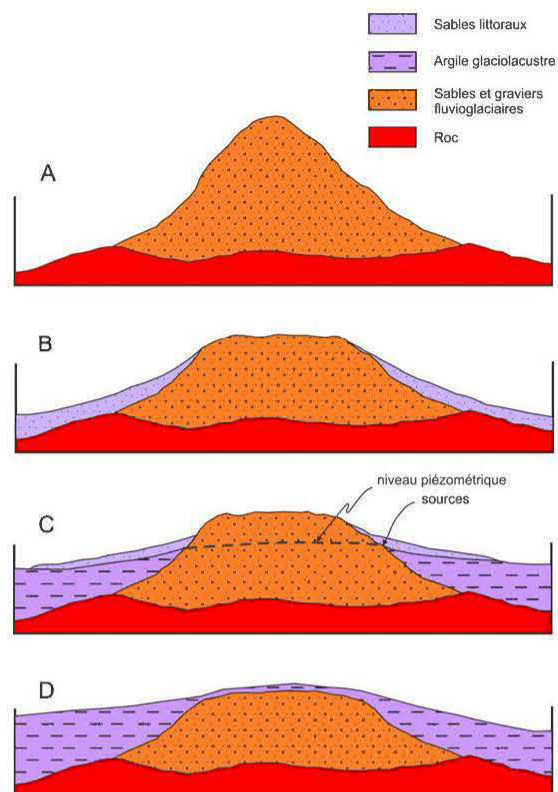 Sables littoraux
Argile glaciolacustre
Sables et graviers
fluvioglaciaires
Roc
A
B
niveau piézométrique
sources
C
D